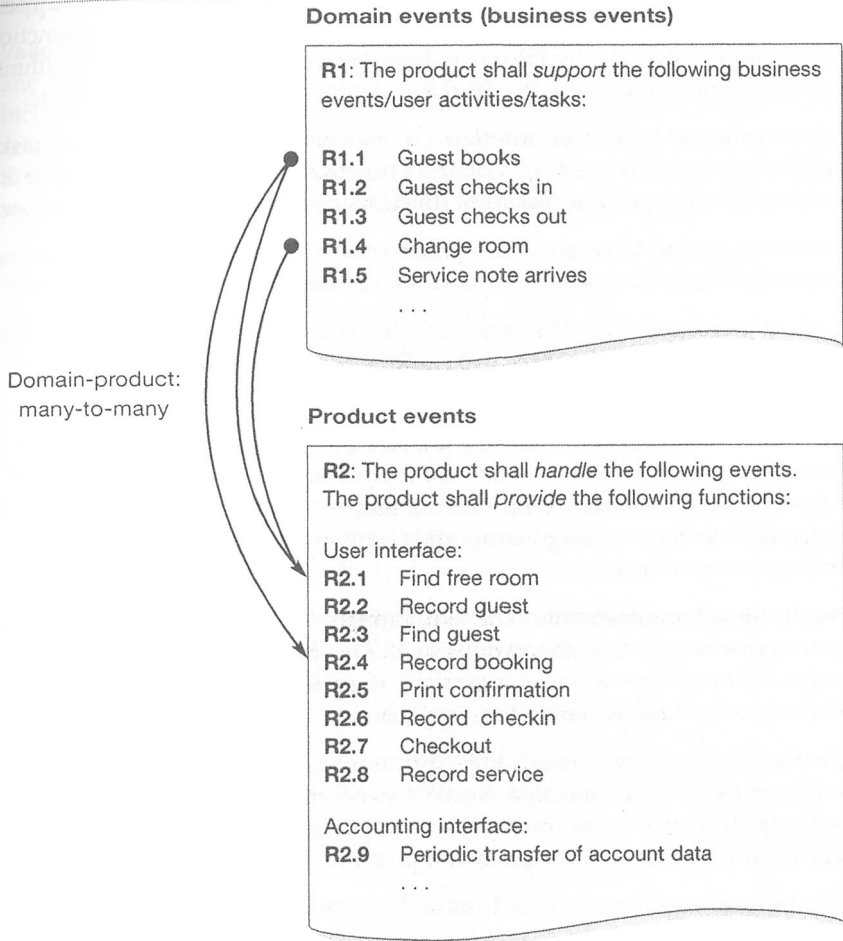 Domain events (business events)
R1: The product shall support the following business
events/user activities/tasks:
R1.1 Guest books
R1.2 Guest checks in
R1.3 Guest checks out
R1.4 Change room
R1.5 Service note arrives
. . .
Domain-product:
many-to-many
Product events
R2: The product shall handle the following events.
The product shall provide the following functions:
User interface:
R2.1 Find free room
R2.2 Record guest
R2.3 Find guest
R2.4 Record booking
R2.5 Print confirmation
R2.6 Record checkin
R2.7 Checkout
R2.8 Record service
Accounting interface:
R2.9 Periodic transfer of account data
. . .